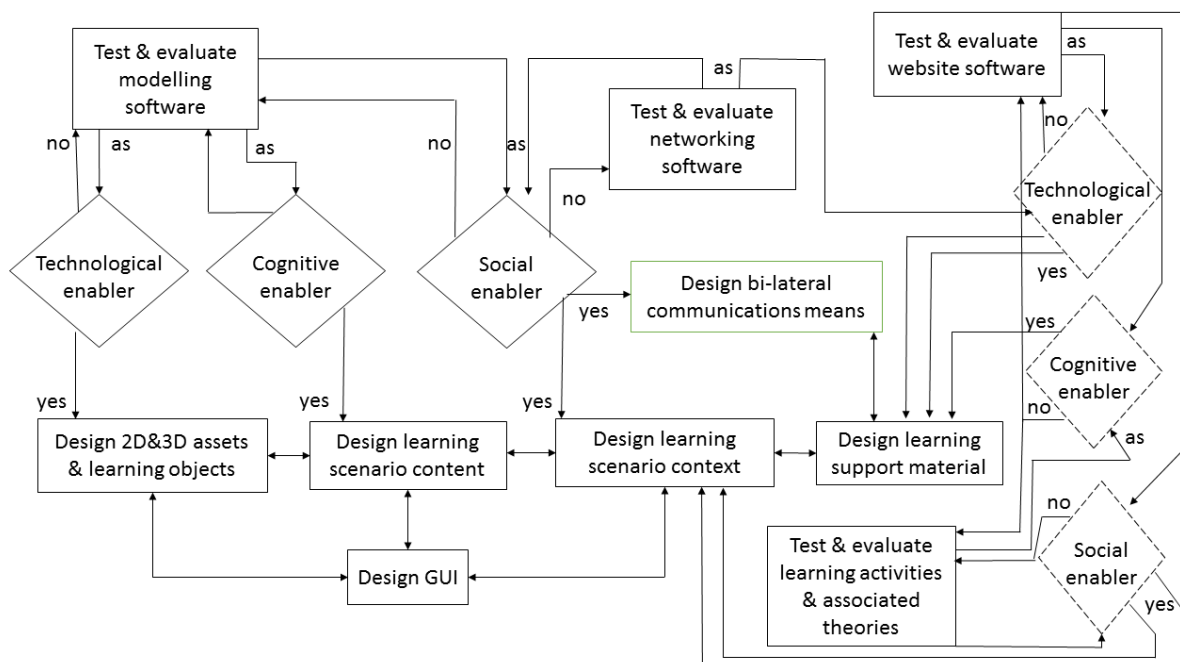 Test & evaluate
modelling
software
Test & evaluate
website software
as
as
Test & evaluate
networking
software
no
as
as
no
as
no
no
Technological
enabler
Technological
enabler
Cognitive
enabler
Social
enabler
yes
Design bi-lateral
communications means
yes
yes
Cognitive
enabler
no
yes
yes
yes
as
Design 2D&3D assets
& learning objects
Design learning
scenario content
Design learning
scenario context
Design learning
support material
no
Test & evaluate
learning activities
& associated
theories
Social
enabler
yes
Design GUI